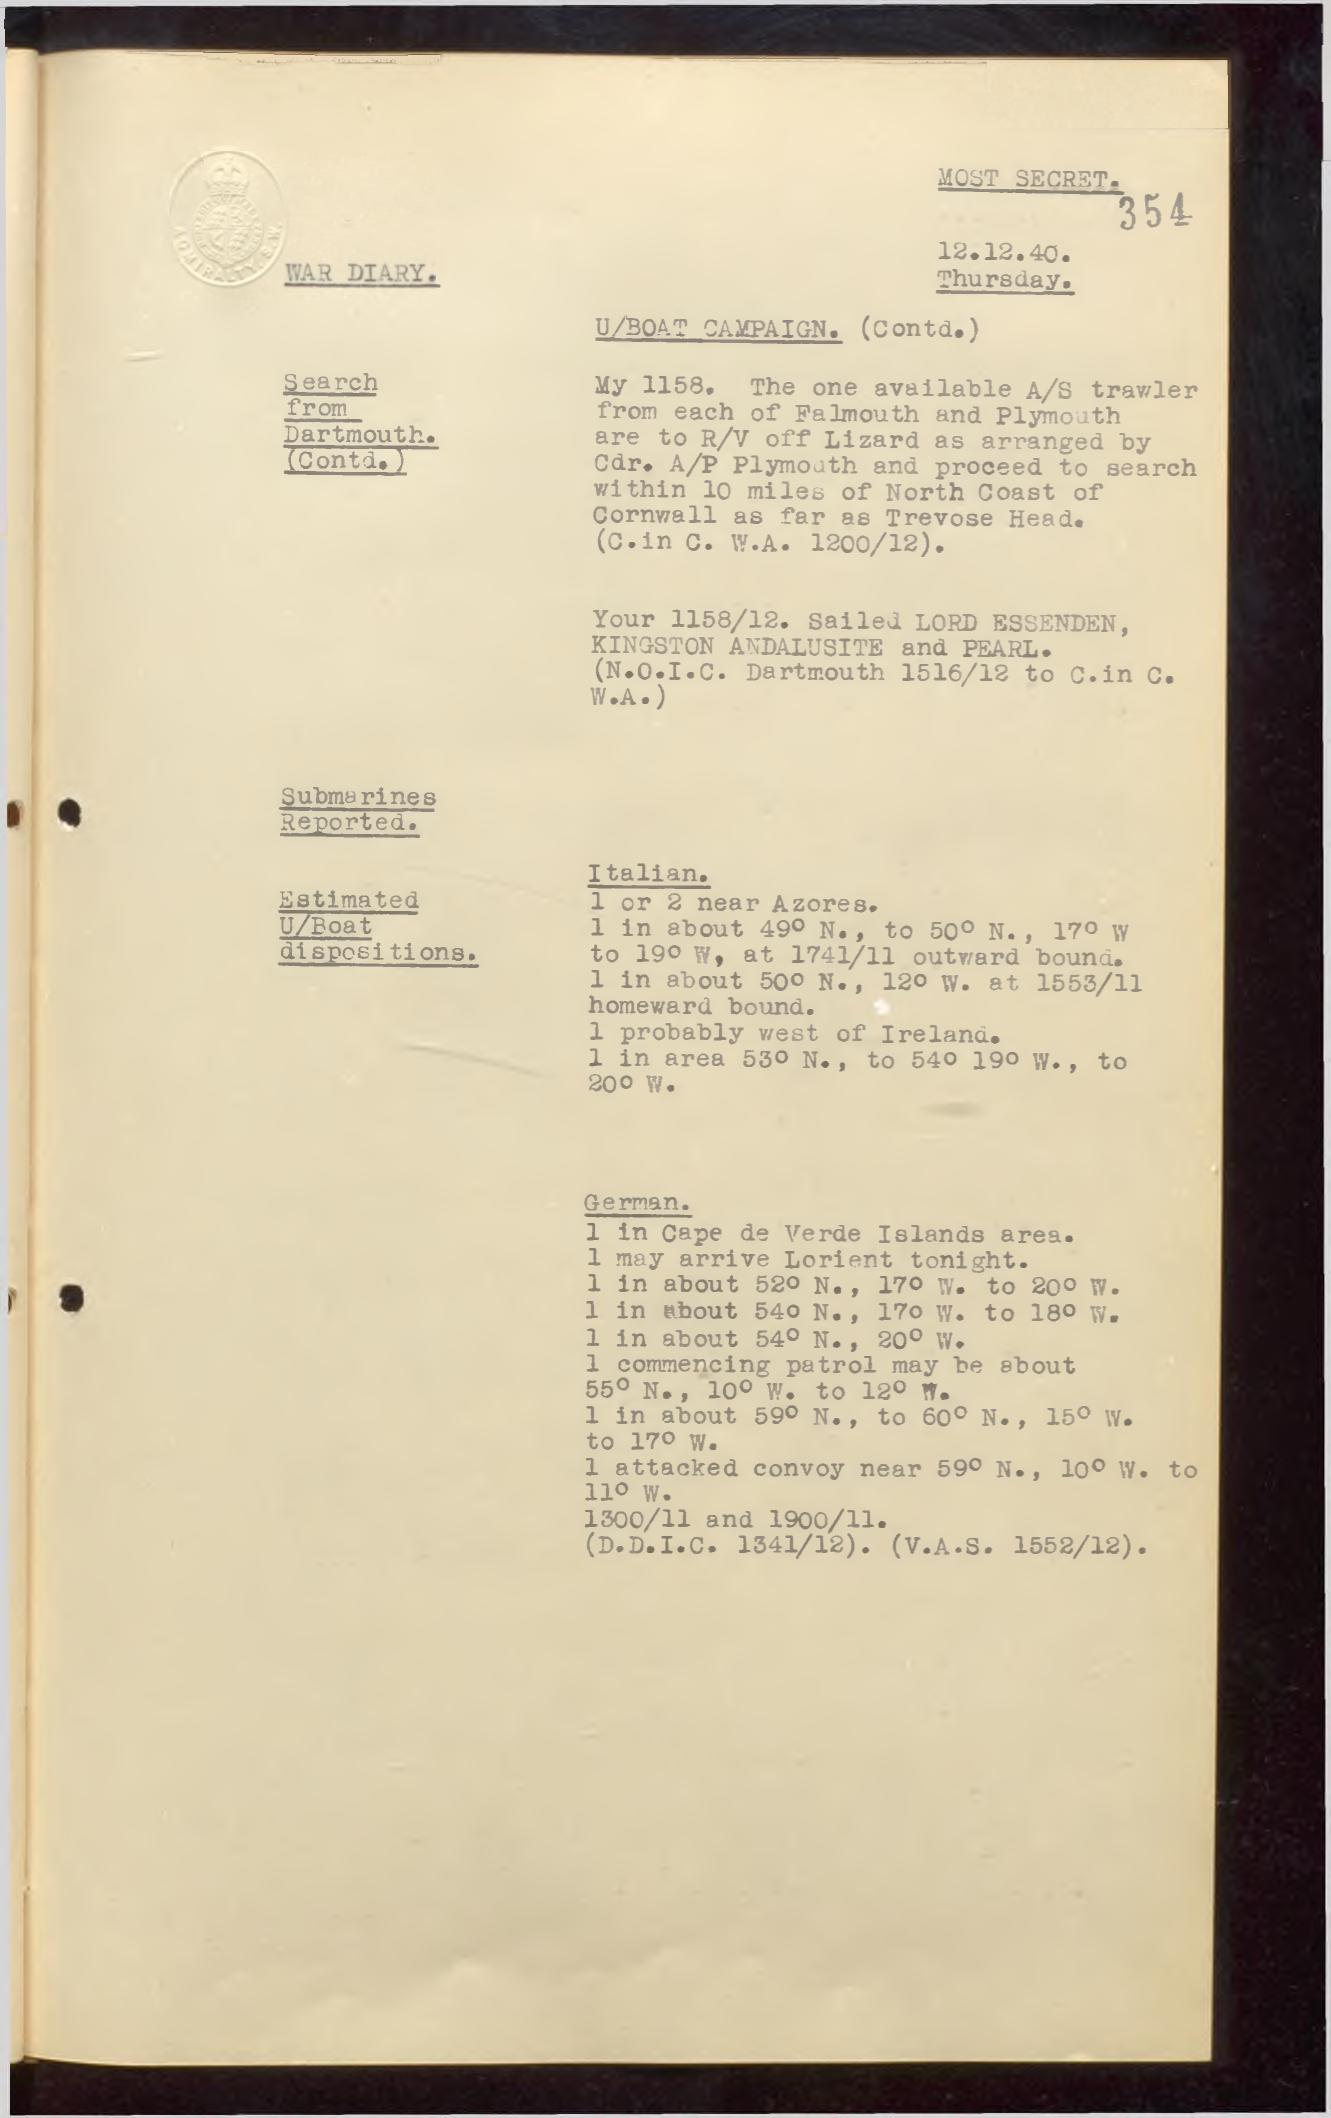 MOST SECRET.
354
ADMIRALTY. S.W.
12.12.40.
WAR DIARY.
Thursday.
U/BOAT CAMPAIGN. (Contd.)
Search
from
Dartmouth.
(Contd.)
My 1158. The one available A/S trawler
from each of Falmouth and Plymouth
are to R/V off Lizard as arranged by
Cdr. A/P Plymouth and proceed to search
within 10 miles of North Coast of
Cornwall as far as Trevose Head.
(C.in C. W.A. 1200/12).
Your 1158/12. Sailed LORD ESSENDEN,
KINGSTON ANDALUSITE and PEARL.
(N.O.I.C. Dartmouth 1516/12 to C.in C.
W.A.)
Submarines
Reported.
Estimated
U/Boat
dispositions.
Italian.
1 or 2 near Azores.
1 in about 49° N., to 50° N., 17° W
to 19° W, at 1741/11 outward bound.
1 in about 50° N., 12° W. at 1553/11
homeward bound.
1 probably west of Ireland.
1 in area 53° N., to 54° 19° W., to
20° W.
German.
1 in Cape de Verde Islands area.
1 may arrive Lorient tonight.
1 in about 52° N., 17° W. to 20° W.
1 in about 54o N., 17o W. to 18° W.
1 in about 54° N., 20° W.
1 commencing patrol may be about
55° N., 10° W. to 12° W.
1 in about 59° N., to 60° N., 15° W.
to 17° W.
1 attacked convoy near 59° N., 10° W. to
11° W.
1300/11 and 1900/11.
(D.D.I.C. 1341/12). (V.A.S. 1552/12).